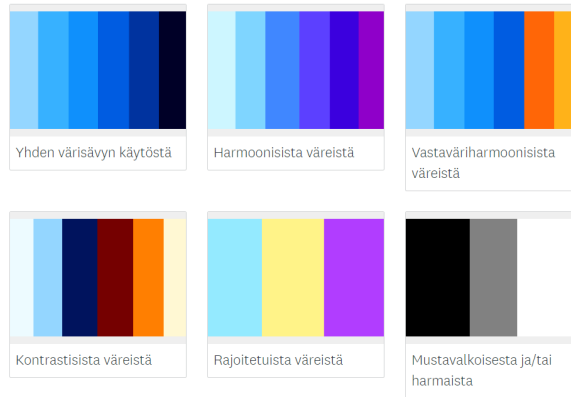 Yhden värisävyn käytöstä
Harmoonisista väreistä
Vastaväriharmoonisista
väreistä
Kontrastisista väreistä
Rajoitetuista väreistä
Mustavalkoisesta ja/tai
harmaista